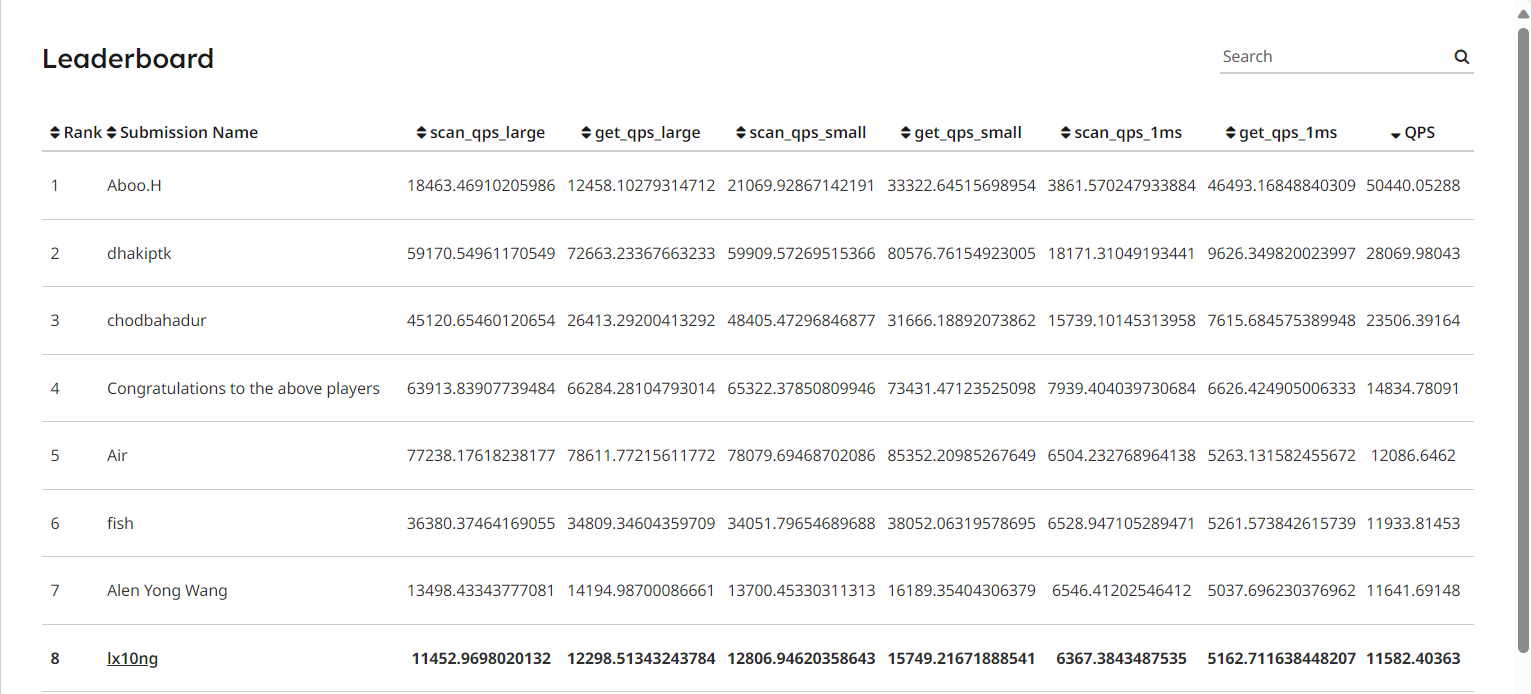 Leaderboard
Search
Rank Submission Name scan_qps_large get_qps_large scan_qps_small get_qps_small scan_qps_1ms get_qps_1ms QPS
1 Aboo.H 18463.46910205986 12458.10279314712 21069.92867142191 33322.64515698954 3861.570247933884 46493.16848840309 50440.05288
2 dhakiptk 59170.54961170549 72663.23367663233 59909.57269515366 80576.76154923005 18171.31049193441 9626.349820023997 28069.98043
3 chodbahadur 45120.65460120654 26413.29200413292 48405.47296846877 31666.18892073862 15739.10145313958 7615.684575389948 23506.39164
4 Congratulations to the above players 63913.83907739484 66284.28104793014 65322.37850809946 73431.47123525098 7939.404039730684 6626.424905006333 14834.78091
5 Air 77238.17618238177 78611.77215611772 78079.69468702086 85352.20985267649 6504.232768964138 5263.131582455672 12086.6462
6 fish 36380.37464169055 34809.34604359709 34051.79654689688 38052.06319578695 6528.947105289471 5261.573842615739 11933.81453
7 Alen Yong Wang 13498.43343777081 14194.98700086661 13700.45330311313 16189.35404306379 6546.41202546412 5037.696230376962 11641.69148
8 lx10ng 11452.9698020132 12298.51343243784 12806.94620358643 15749.21671888541 6367.3843487535 5162.711638448207 11582.40363